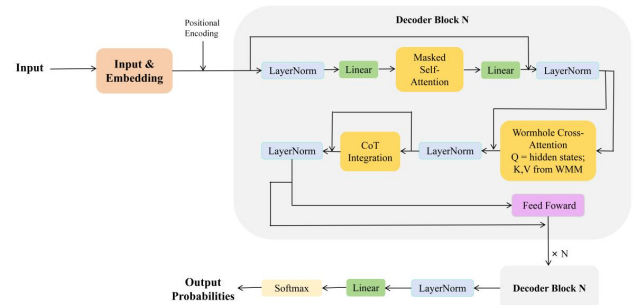 Positional
Encoding
Decoder Block N
Input
Input &
Embedding
LayerNorm
Linear
Masked
Self-
Attention
Linear
LayerNorm
LayerNorm
CoT
Integration
LayerNorm
Wormhole Cross-
Attention
Q = hidden states;
K,V from WMM
Feed Foward
× N
Output
Probabilities
Softmax
Linear
LayerNorm
Decoder Block N